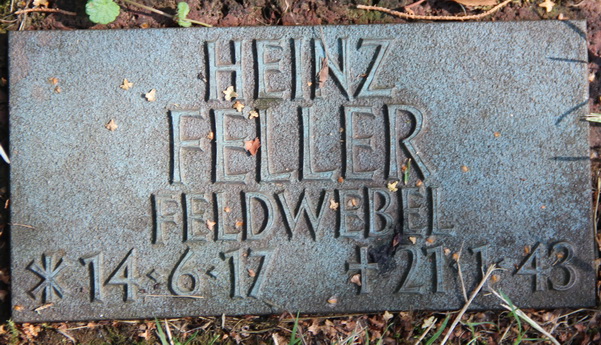 HEINZ
FELLER
FELDWEBEL
* 14·6·17 † 21·1·43